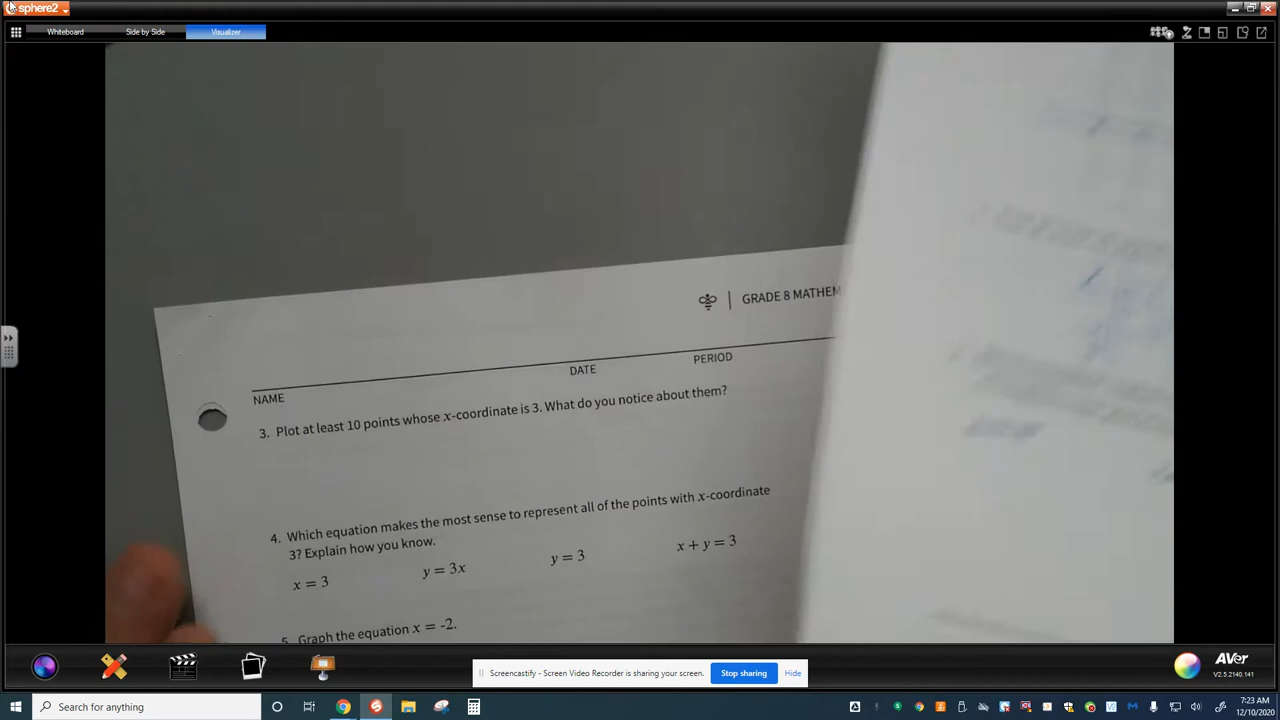 sphere2
Whiteboard
Side by Side
Visualizer
GRADE 8 MATHEM
NAME
DATE
PERIOD
3. Plot at least 10 points whose x-coordinate is 3. What do you notice about them?
4. Which equation makes the most sense to represent all of the points with x-coordinate
3? Explain how you know.
x = 3
y = 3x
y = 3
x + y = 3
5. Graph the equation x = -2.
Screencastify - Screen Video Recorder is sharing your screen.
Stop sharing
Hide
AVer
V2.5.2140.141
Search for anything
7:23 AM
12/10/2020